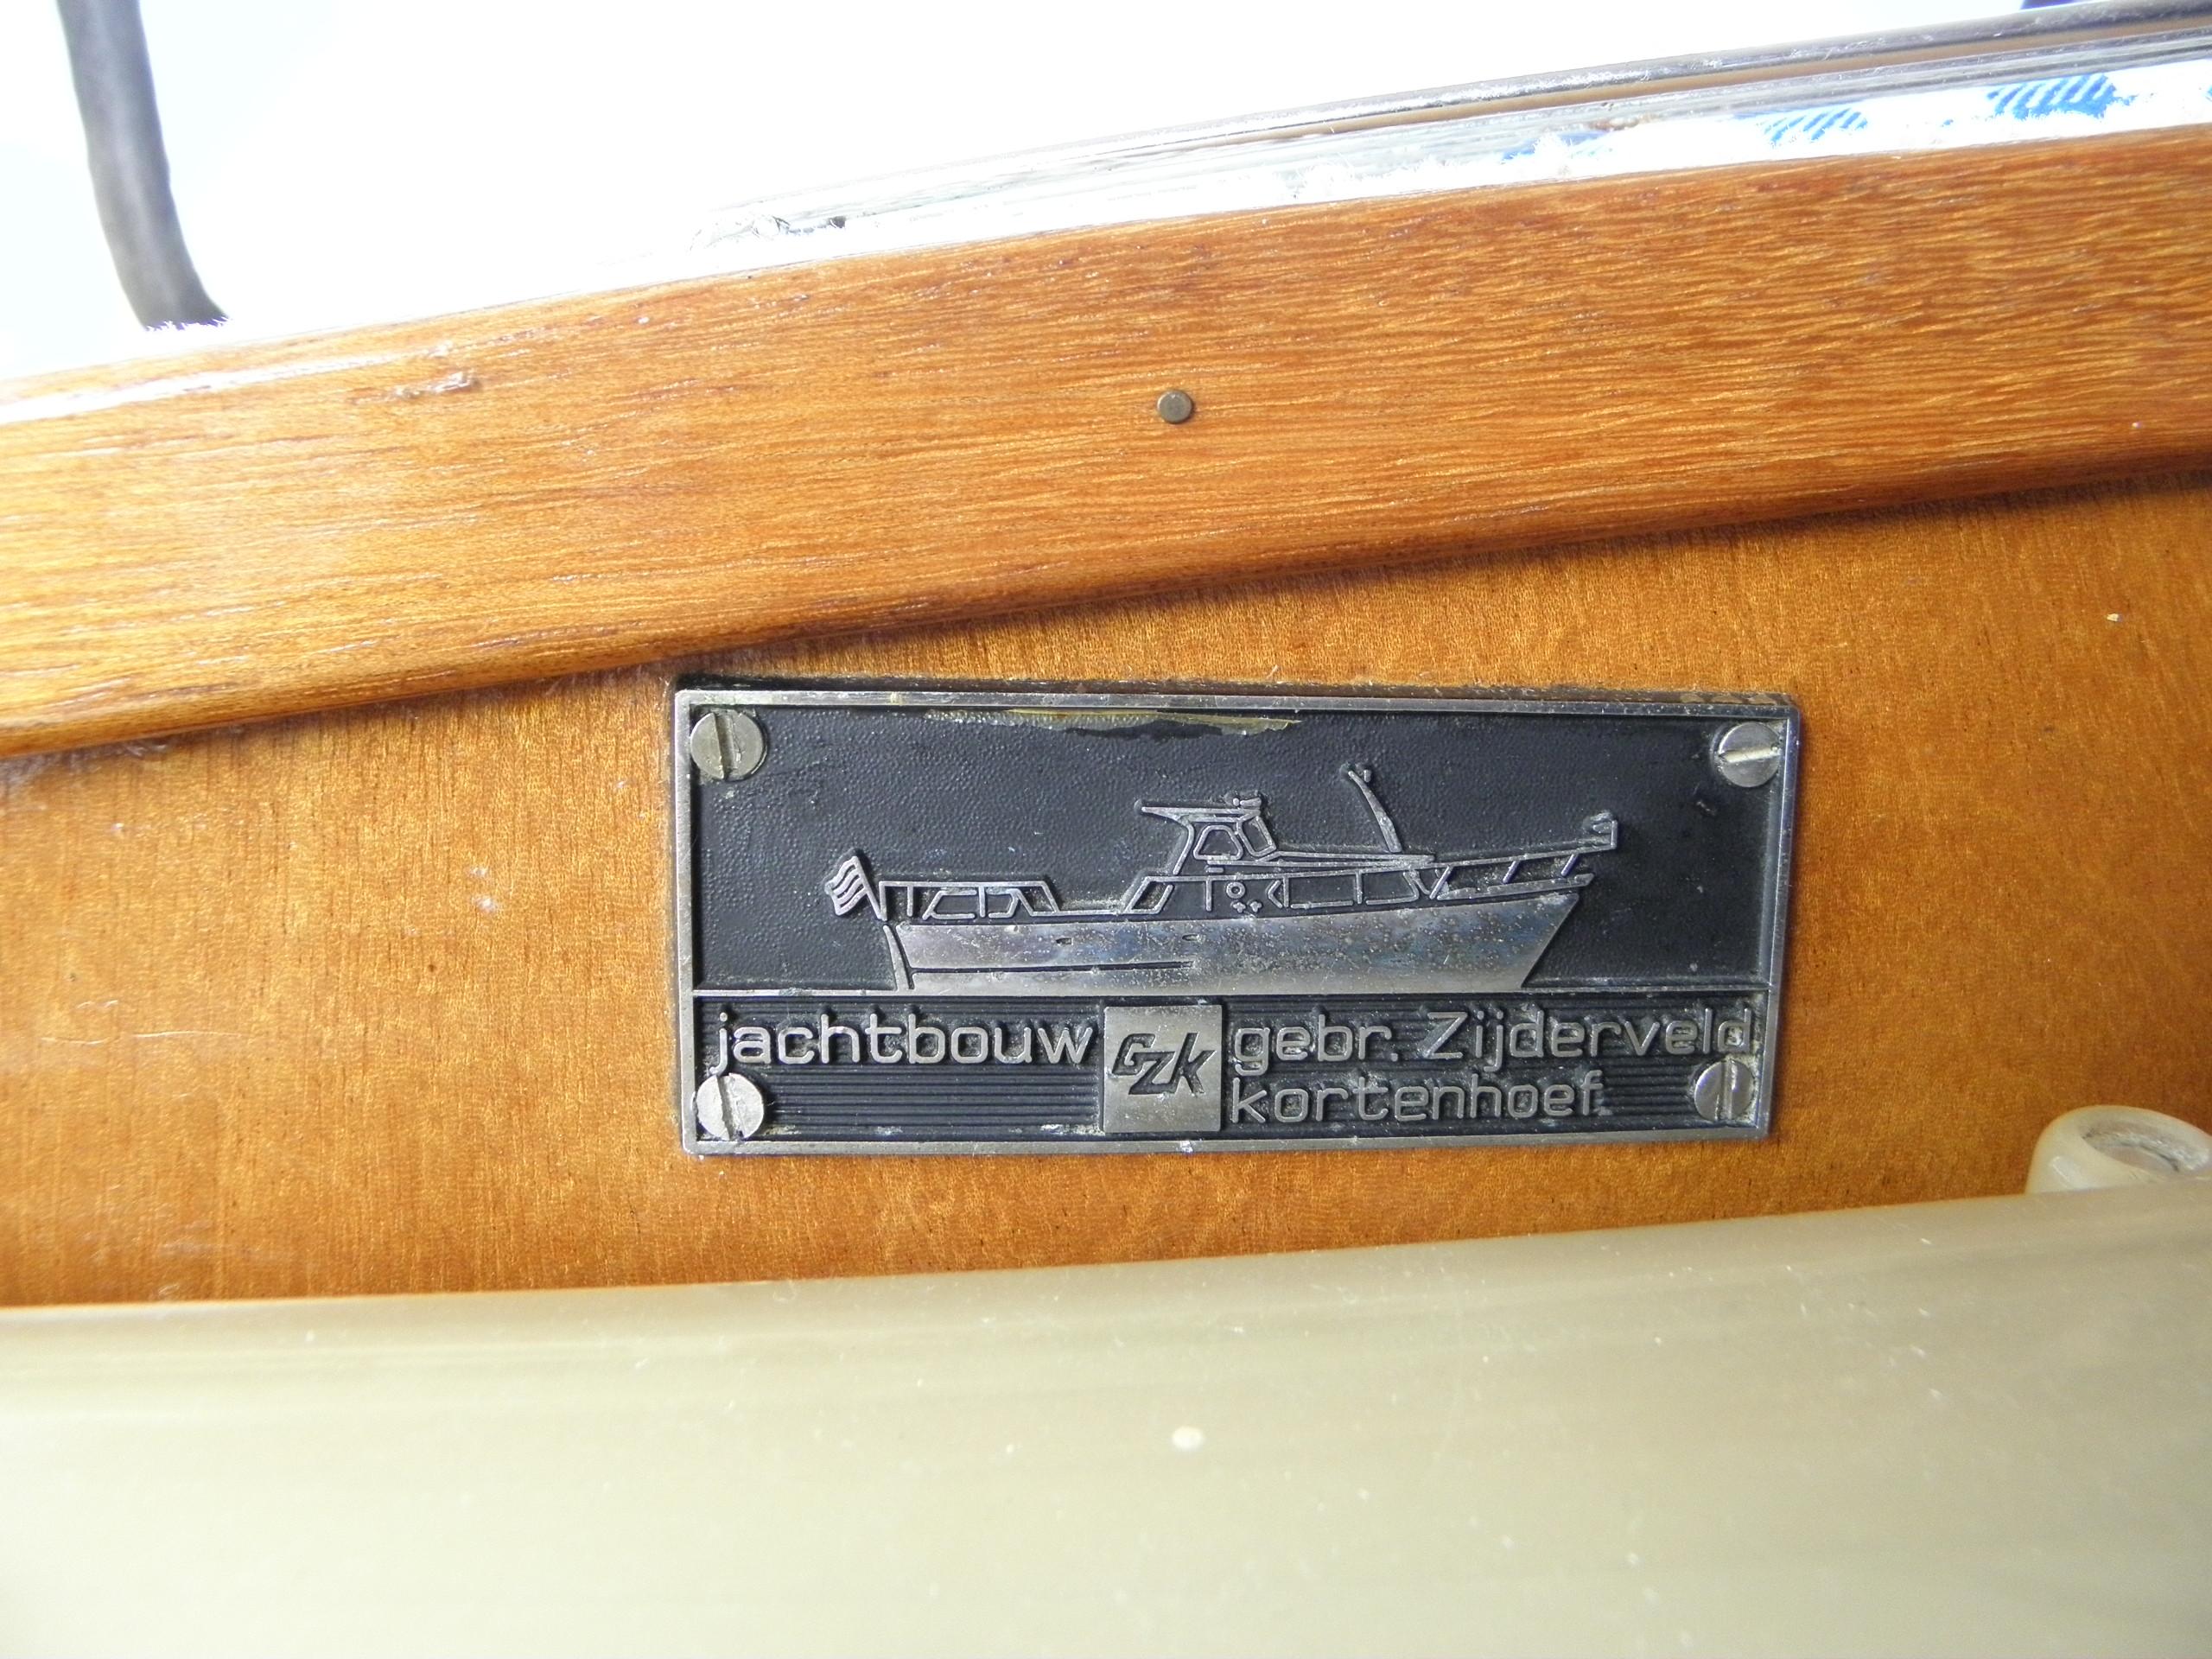 jachtbouw GZK gebr. Zijderveld
kortenhoef